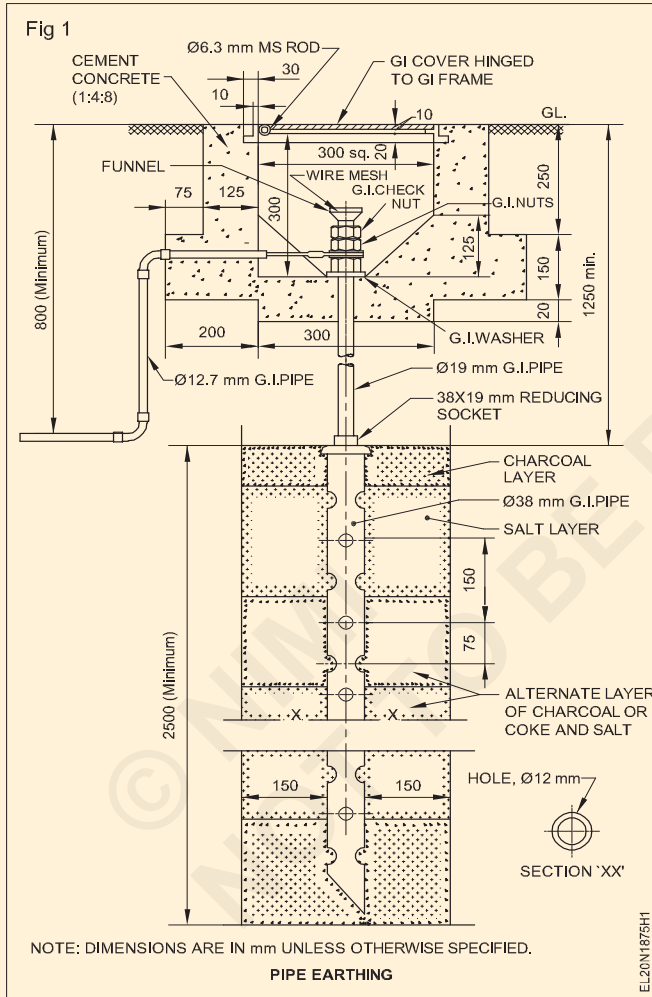 Fig 1
Ø6.3 mm MS ROD
CEMENT
CONCRETE
(1:4:8)
30
10
GI COVER HINGED
TO GI FRAME
10
GL.
300 sq.
20
FUNNEL
WIRE MESH
G.I.CHECK
NUT
G.I.NUTS
250
75
125
300
125
150
800 (Minimum)
1250 min.
20
200
300
G.I.WASHER
Ø12.7 mm G.I.PIPE
Ø19 mm G.I.PIPE
38X19 mm REDUCING
SOCKET
CHARCOAL
LAYER
Ø38 mm G.I.PIPE
SALT LAYER
150
75
2500 (Minimum)
ALTERNATE LAYER
OF CHARCOAL OR
COKE AND SALT
X X
150 150
HOLE, Ø12 mm
SECTION `XX'
© NIMI
NOT TO BE
NOTE: DIMENSIONS ARE IN mm UNLESS OTHERWISE SPECIFIED.
PIPE EARTHING
EL20N1875H1